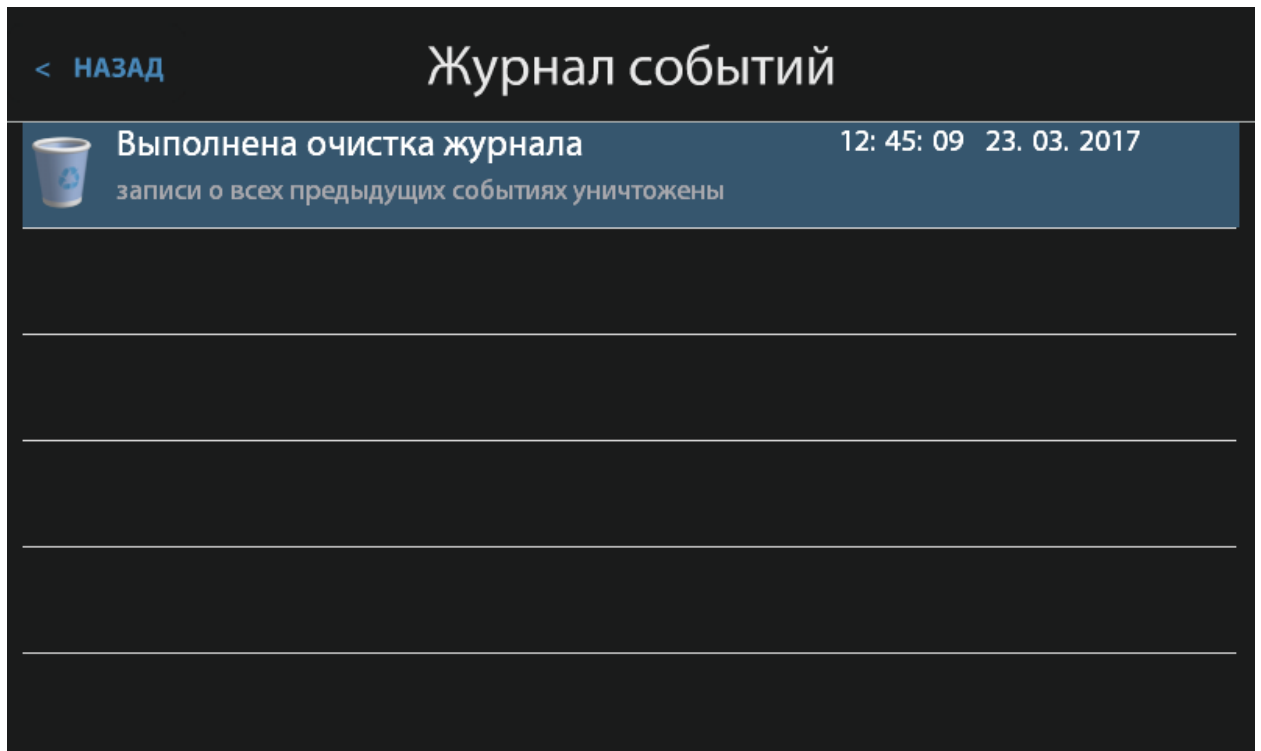 < НАЗАД
Журнал событий
Выполнена очистка журнала 12: 45: 09 23. 03. 2017
записи о всех предыдущих событиях уничтожены